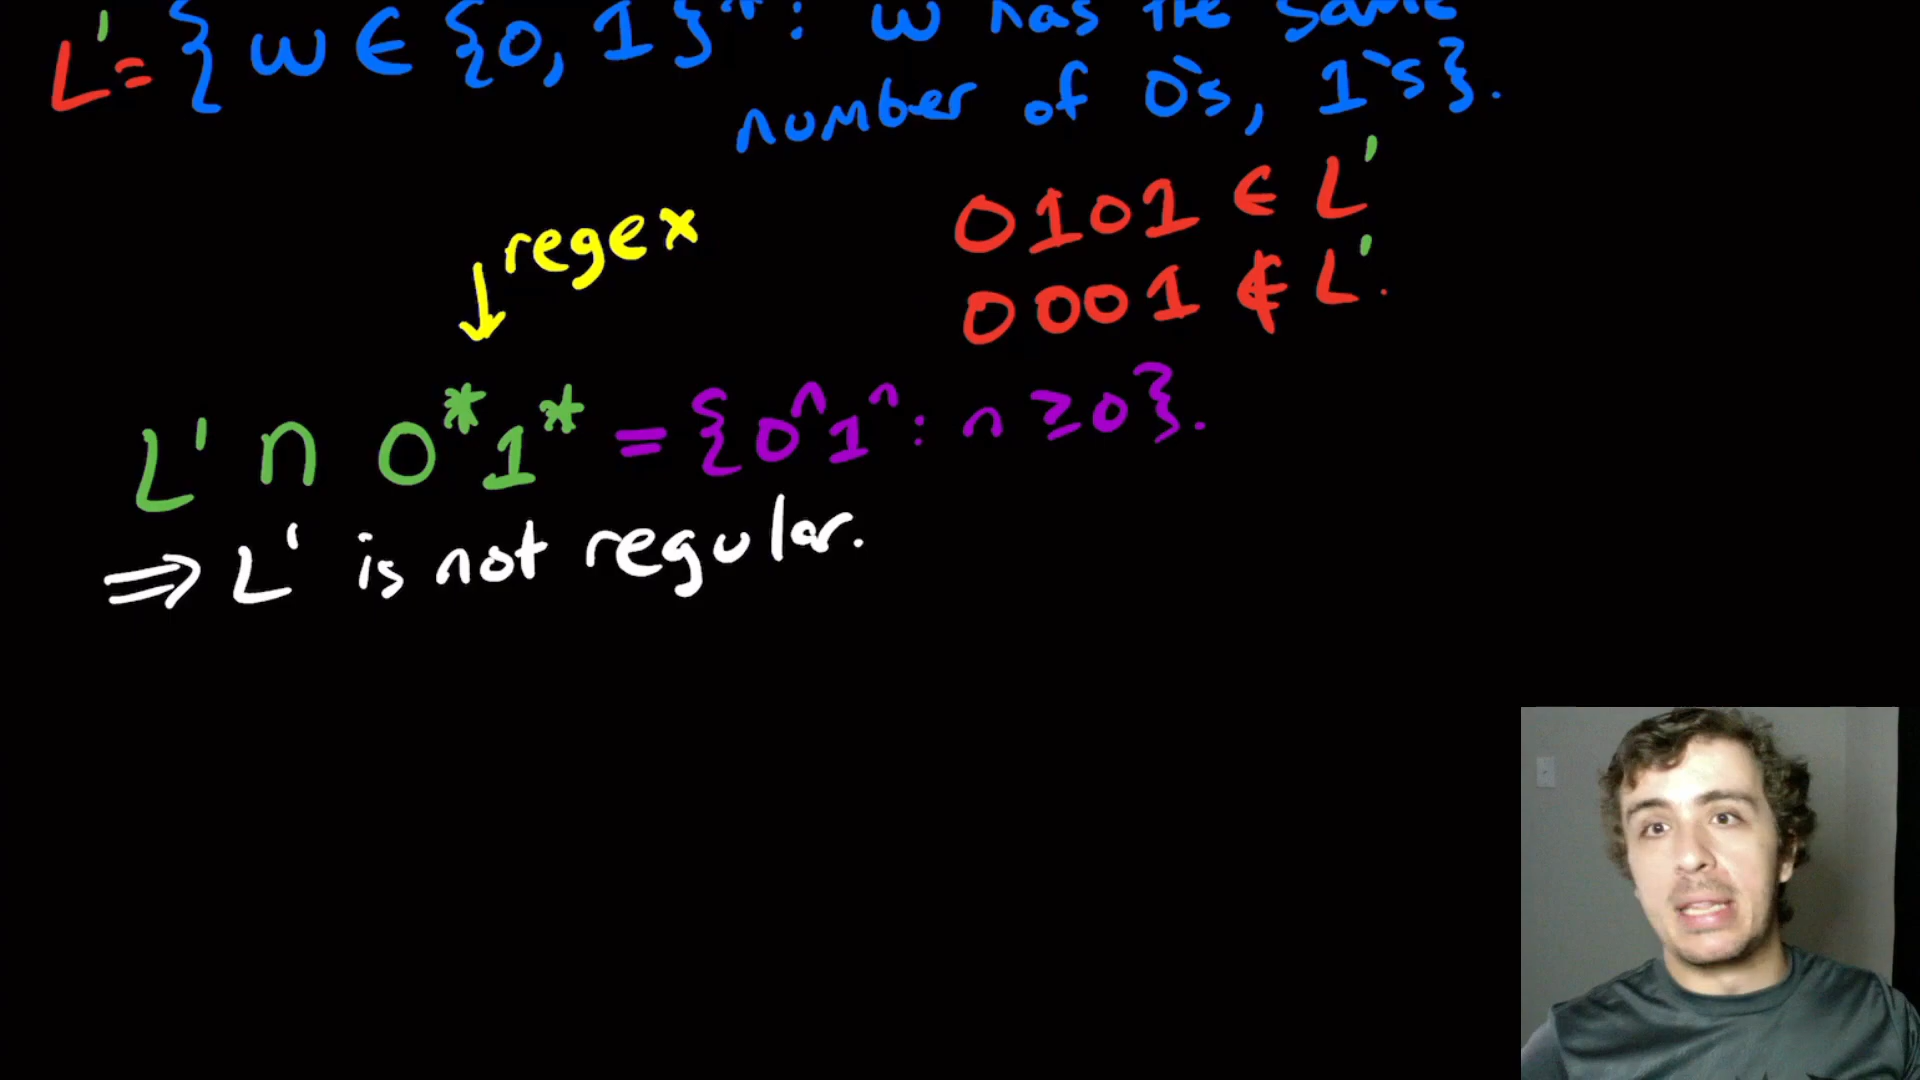 L'= {w ∈ {0, 1}*: w has the same
number of 0's, 1's}.
0101 ∈ L'
regex
0001 ∉ L'.
L' ∩ 0*1* = {0^n1^n: n ≥0}.
⇒ L' is not regular.